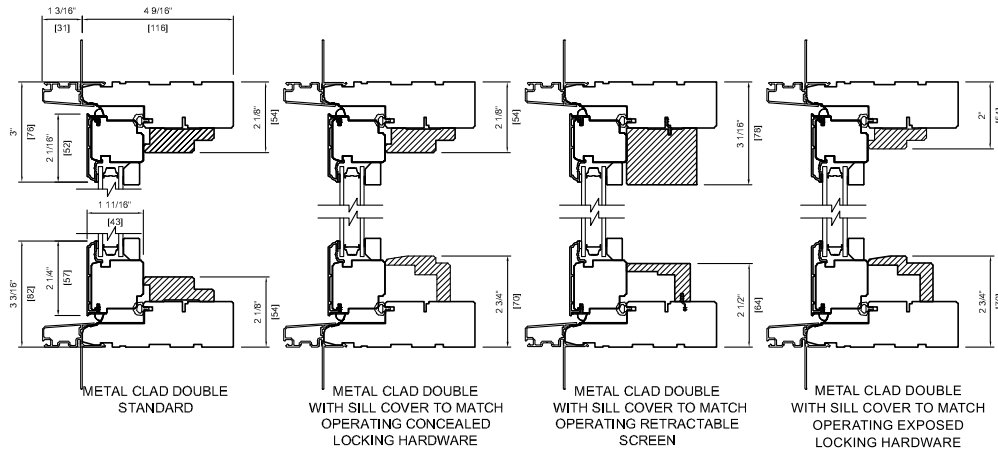 1 3/16"
[31]
4 9/16"
[116]
3"
[76]
2 1/16"
[52]
2 1/8"
[54]
2 1/8"
[54]
3 1/16"
[78]
2"
1 11/16"
[43]
3 3/16"
[82]
2 1/4"
[57]
2 1/8"
[54]
2 3/4"
[70]
2 1/2"
[64]
2 3/4"
METAL CLAD DOUBLE
STANDARD
METAL CLAD DOUBLE
WITH SILL COVER TO MATCH
OPERATING CONCEALED
LOCKING HARDWARE
METAL CLAD DOUBLE
WITH SILL COVER TO MATCH
OPERATING RETRACTABLE
SCREEN
METAL CLAD DOUBLE
WITH SILL COVER TO MATCH
OPERATING EXPOSED
LOCKING HARDWARE